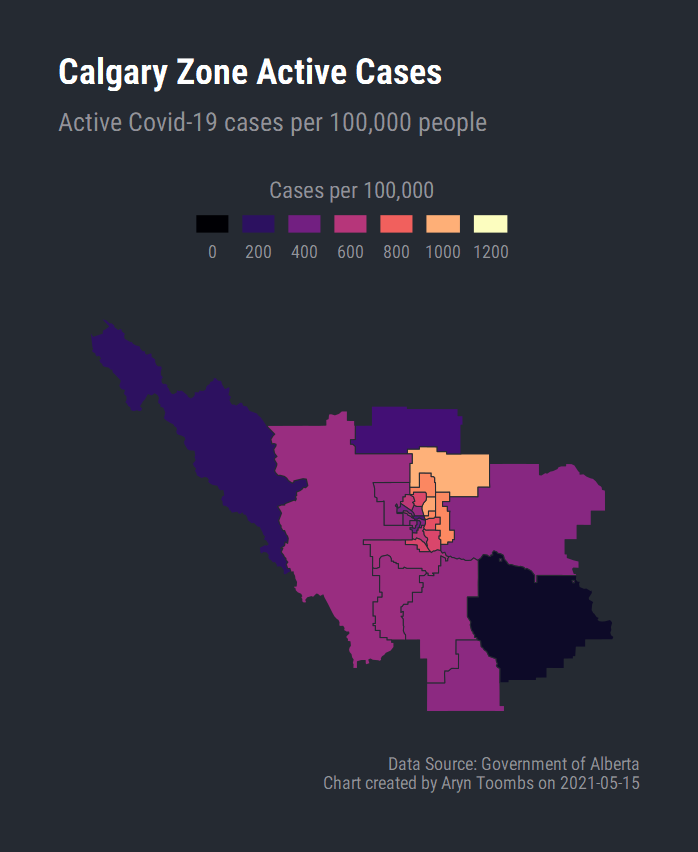 Calgary Zone Active Cases
Active Covid-19 cases per 100,000 people
Cases per 100,000
0 200 400 600 800 1000 1200
Data Source: Government of Alberta
Chart created by Aryn Toombs on 2021-05-15